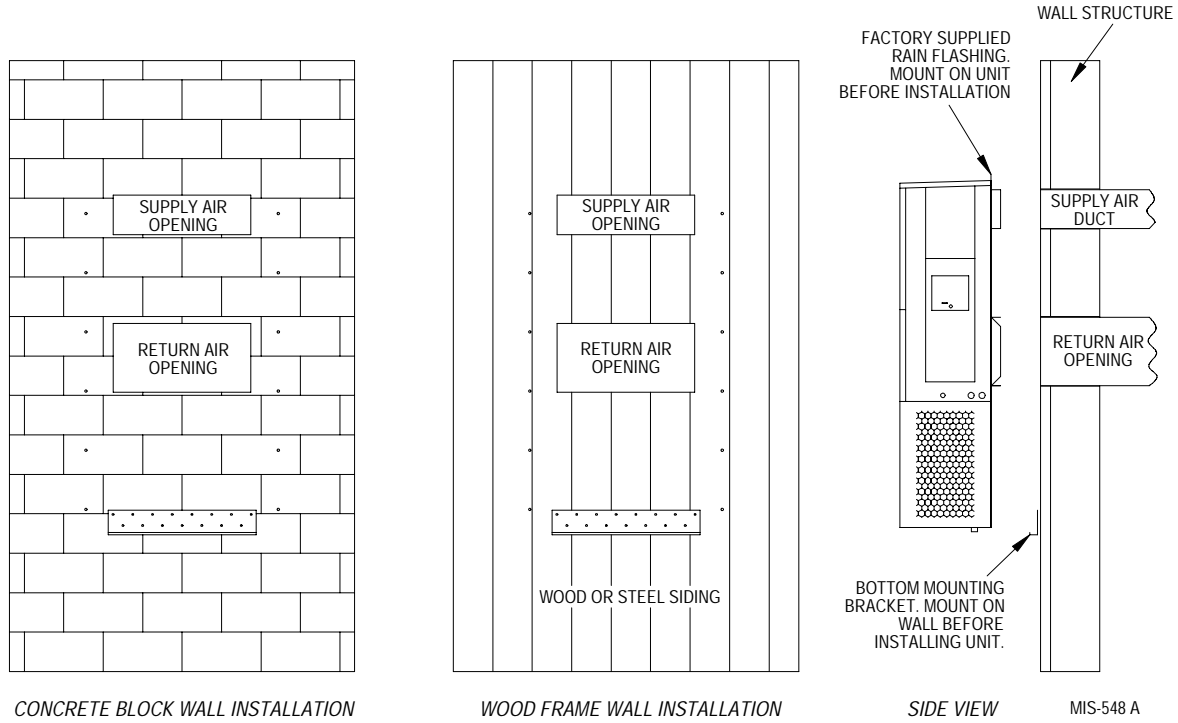 WALL STRUCTURE
FACTORY SUPPLIED
RAIN FLASHING.
MOUNT ON UNIT
BEFORE INSTALLATION
SUPPLY AIR
OPENING
SUPPLY AIR
OPENING
SUPPLY AIR
DUCT
RETURN AIR
OPENING
RETURN AIR
OPENING
RETURN AIR
OPENING
WOOD OR STEEL SIDING
BOTTOM MOUNTING
BRACKET. MOUNT ON
WALL BEFORE
INSTALLING UNIT.
CONCRETE BLOCK WALL INSTALLATION
WOOD FRAME WALL INSTALLATION
SIDE VIEW
MIS-548 A